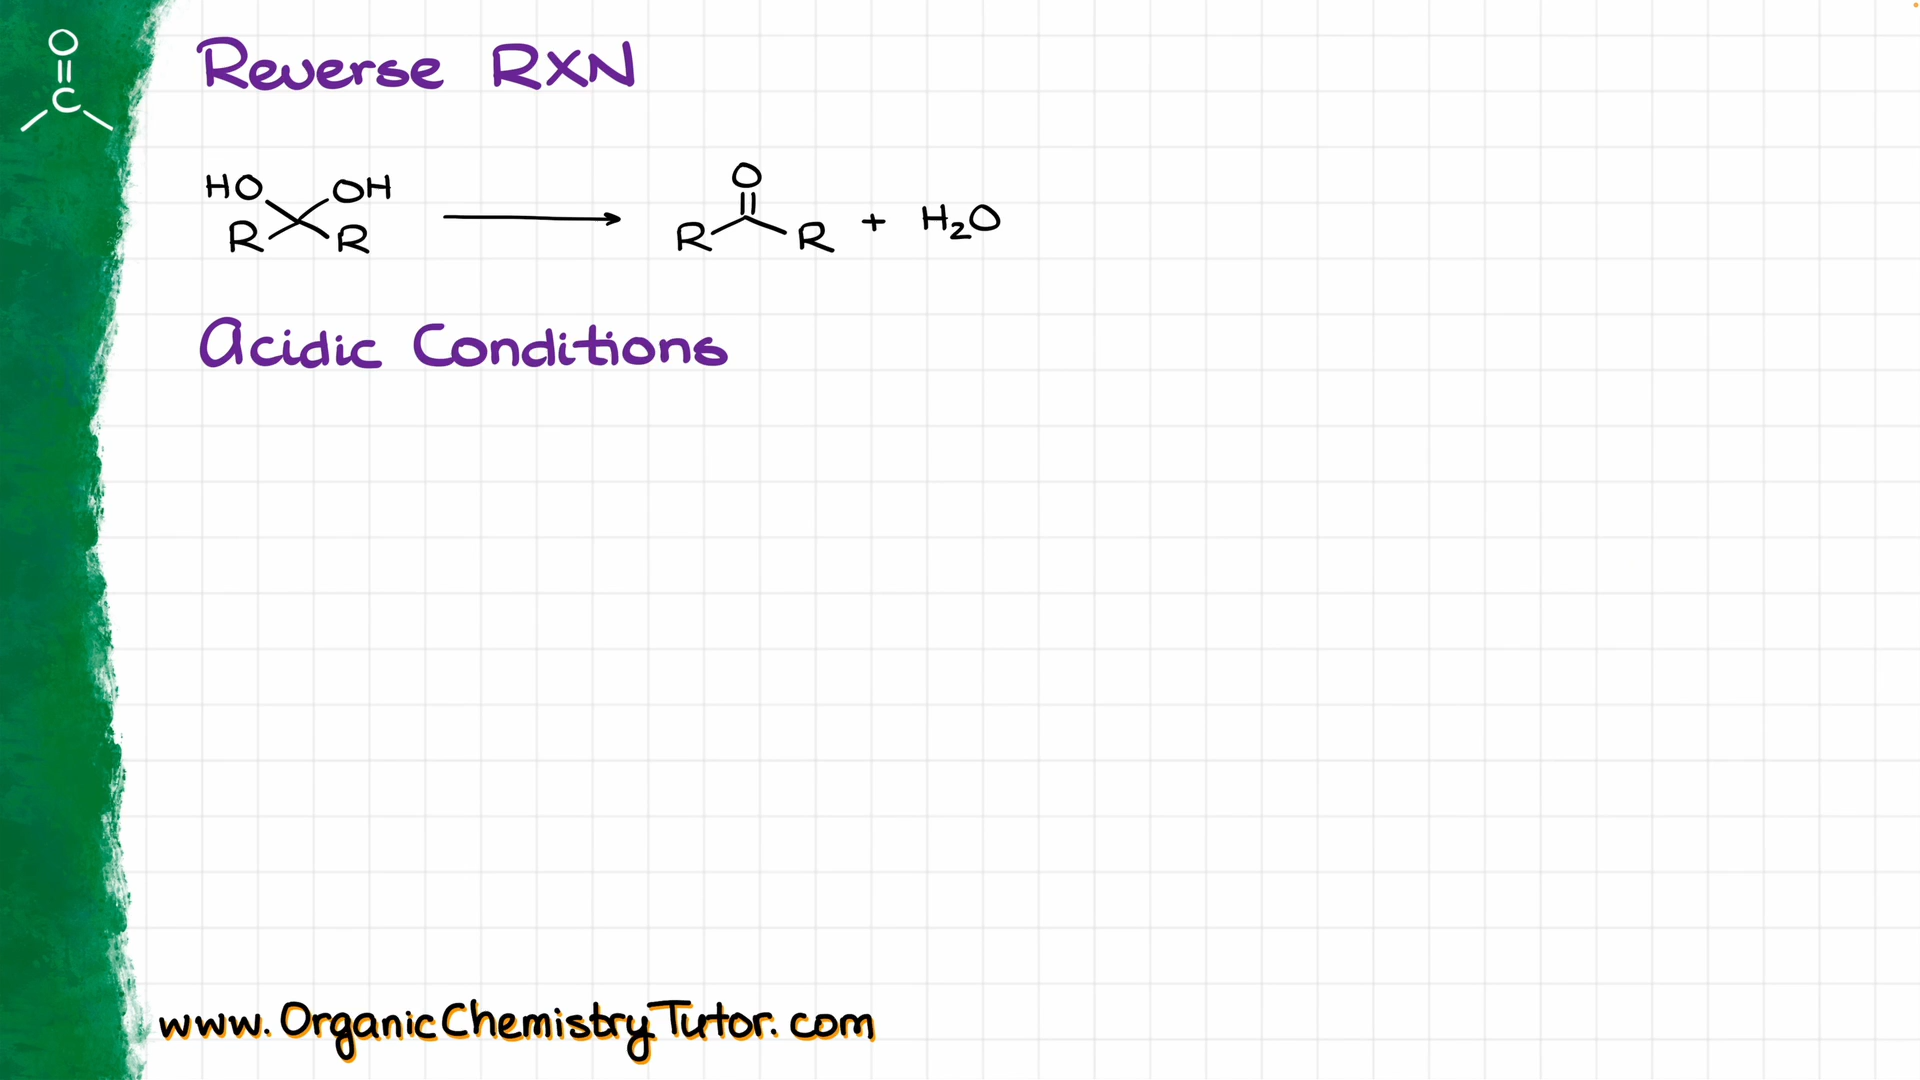 O
C
Reverse RXN
HO OH
R R
O
R R + H₂O
Acidic Conditions
www.OrganicChemistryTutor.com